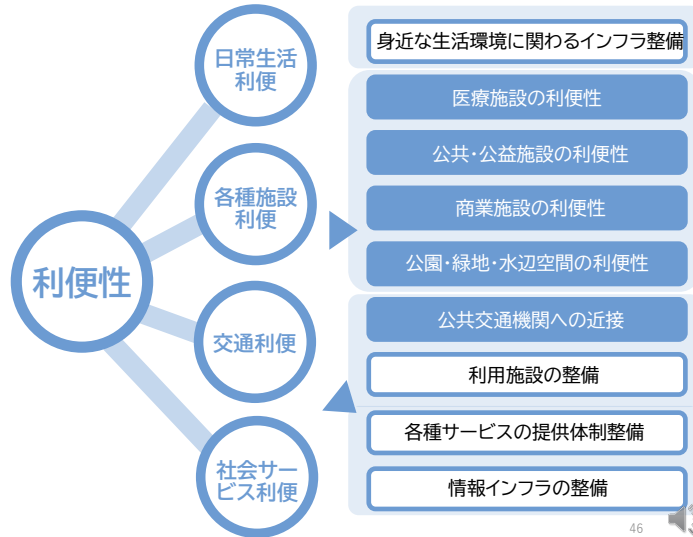 利便性
日常生活
利便
各種施設
利便
交通利便
社会サー
ビス利便
身近な生活環境に関わるインフラ整備
医療施設の利便性
公共・公益施設の利便性
商業施設の利便性
公園・緑地・水辺空間の利便性
公共交通機関への近接
利用施設の整備
各種サービスの提供体制整備
情報インフラの整備
46